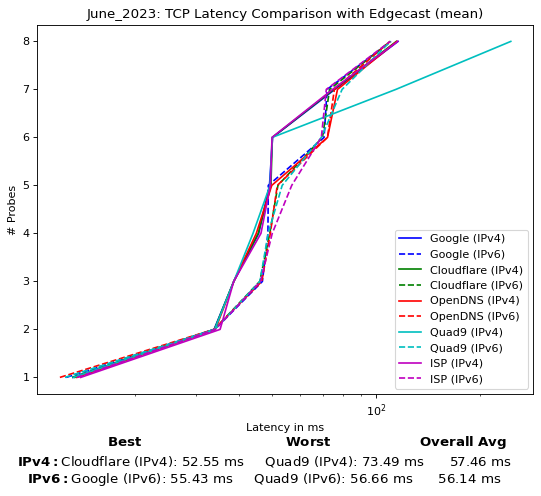 June_2023: TCP Latency Comparison with Edgecast (mean)
8
7
6
5
4
3
2
1
# Probes
Google (IPv4)
Google (IPv6)
Cloudflare (IPv4)
Cloudflare (IPv6)
OpenDNS (IPv4)
OpenDNS (IPv6)
Quad9 (IPv4)
Quad9 (IPv6)
ISP (IPv4)
ISP (IPv6)
10²
Latency in ms
Best Worst Overall Avg
IPv4: Cloudflare (IPv4): 52.55 ms Quad9 (IPv4): 73.49 ms 57.46 ms
IPv6: Google (IPv6): 55.43 ms Quad9 (IPv6): 56.66 ms 56.14 ms